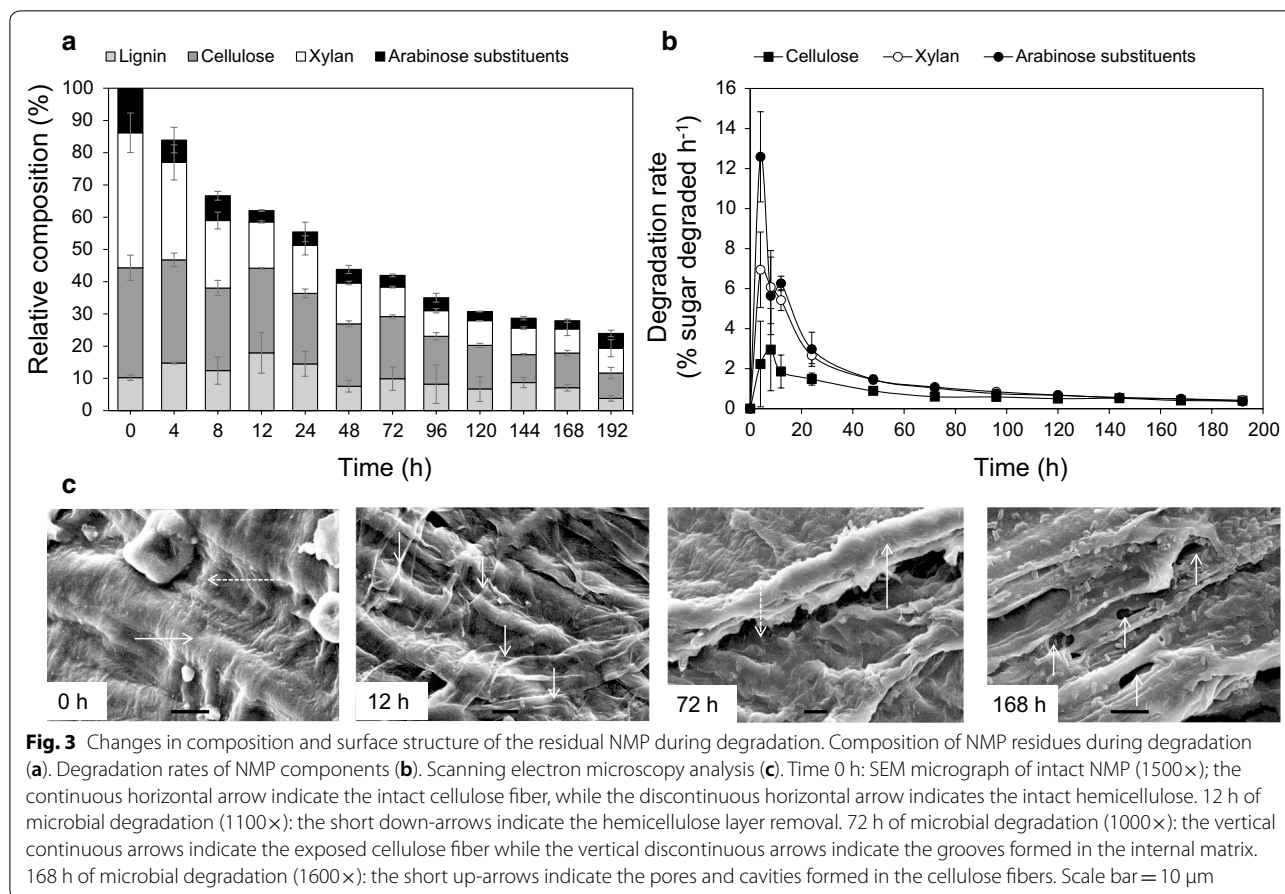 a
b
Lignin Cellulose Xylan Arabinose substituents
Cellulose Xylan Arabinose substituents
Relative composition (%)
100
90
80
70
60
50
40
30
20
10
0
0 4 8 12 24 48 72 96 120 144 168 192
Time (h)
Degradation rate
(% sugar degraded h-1)
16
14
12
10
8
6
4
2
0
0 20 40 60 80 100 120 140 160 180 200
Time (h)
c
0 h
12 h
72 h
168 h
Fig. 3 Changes in composition and surface structure of the residual NMP during degradation. Composition of NMP residues during degradation
(a). Degradation rates of NMP components (b). Scanning electron microscopy analysis (c). Time 0 h: SEM micrograph of intact NMP (1500×); the
continuous horizontal arrow indicate the intact cellulose fiber, while the discontinuous horizontal arrow indicates the intact hemicellulose. 12 h of
microbial degradation (1100×): the short down-arrows indicate the hemicellulose layer removal. 72 h of microbial degradation (1000×): the vertical
continuous arrows indicate the exposed cellulose fiber while the vertical discontinuous arrows indicate the grooves formed in the internal matrix.
168 h of microbial degradation (1600×): the short up-arrows indicate the pores and cavities formed in the cellulose fibers. Scale bar = 10 μm